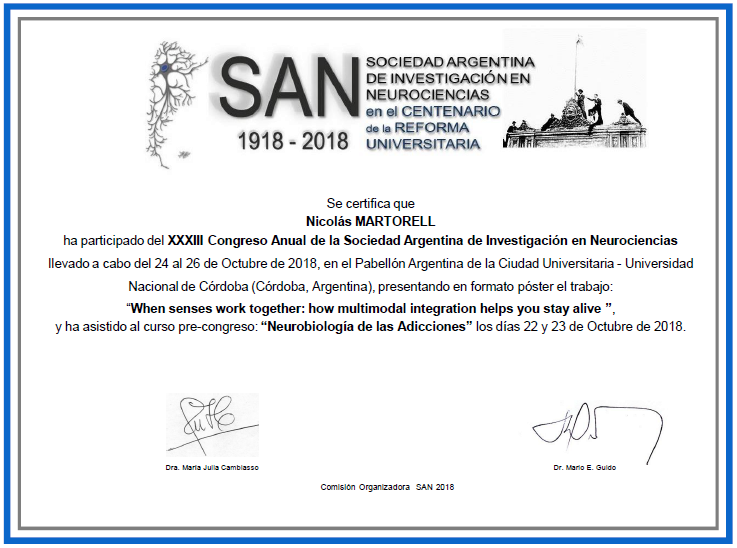 SAN
1918 - 2018
SOCIEDAD ARGENTINA
DE INVESTIGACIÓN EN
NEUROCIENCIAS
en el CENTENARIO
de la REFORMA
UNIVERSITARIA
Se certifica que
Nicolás MARTORELL
ha participado del XXXIII Congreso Anual de la Sociedad Argentina de Investigación en Neurociencias
llevado a cabo del 24 al 26 de Octubre de 2018, en el Pabellón Argentina de la Ciudad Universitaria - Universidad
Nacional de Córdoba (Córdoba, Argentina), presentando en formato póster el trabajo:
“When senses work together: how multimodal integration helps you stay alive ”,
y ha asistido al curso pre-congreso: “Neurobiología de las Adicciones” los días 22 y 23 de Octubre de 2018.
Dra. Maria Julia Cambiasso
Dr. Mario E. Guido
Comisión Organizadora SAN 2018